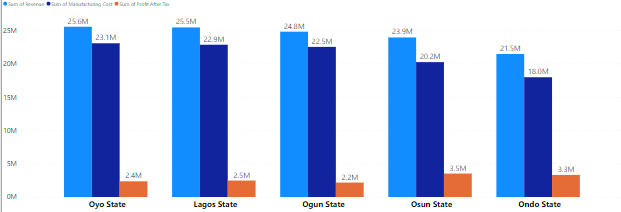 Sum of Revenue Sum of Manufacturing Cost Sum of Profit After Tax
25M
20M
15M
10M
5M
0M
25.6M 23.1M 2.4M
25.5M 22.9M 2.5M
24.8M 22.5M 2.2M
23.9M 20.2M 3.5M
21.5M 18.0M 3.3M
Oyo State Lagos State Ogun State Osun State Ondo State